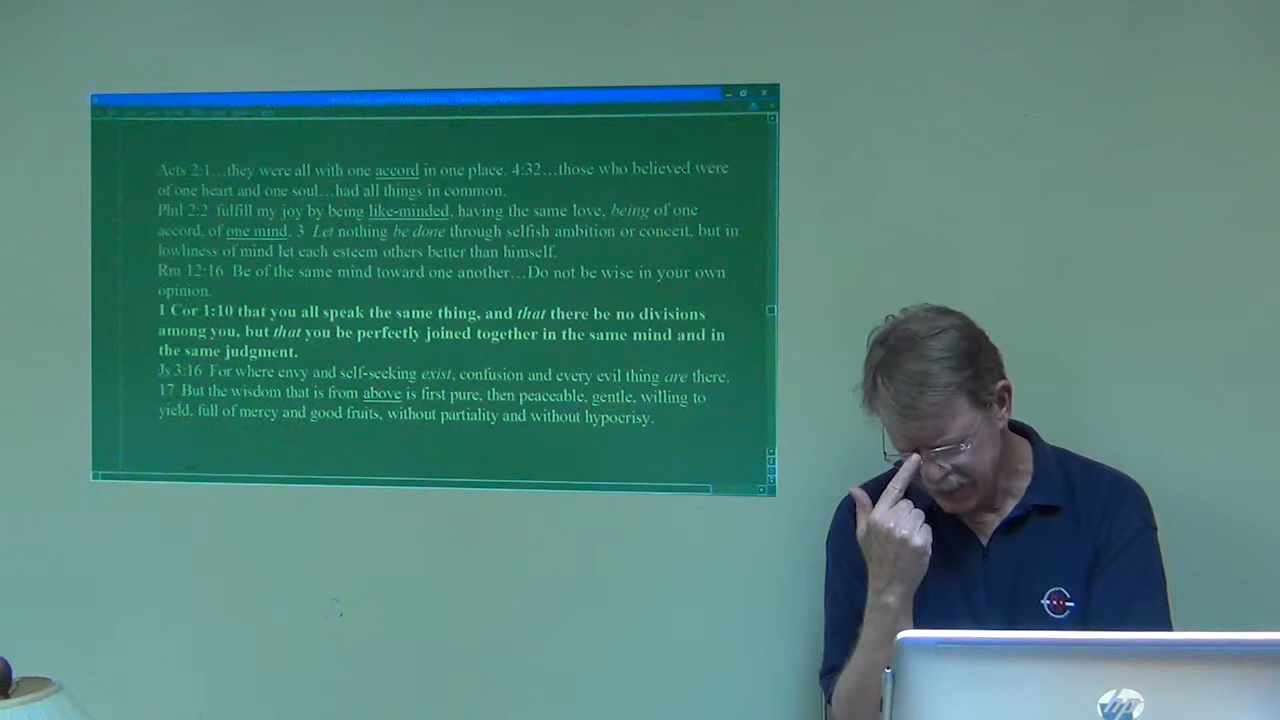 Acts 2:1…they were all with one accord in one place. 4:32…those who believed were
of one heart and one soul…had all things in common.
Phil 2:2 fulfill my joy by being like-minded, having the same love, being of one
accord, of one mind. 3 Let nothing be done through selfish ambition or conceit, but in
lowliness of mind let each esteem others better than himself.
Rm 12:16 Be of the same mind toward one another…Do not be wise in your own
opinion.
1 Cor 1:10 that you all speak the same thing, and that there be no divisions
among you, but that you be perfectly joined together in the same mind and in
the same judgment.
Js 3:16 For where envy and self-seeking exist, confusion and every evil thing are there.
17 But the wisdom that is from above is first pure, then peaceable, gentle, willing to
yield, full of mercy and good fruits, without partiality and without hypocrisy.
hp